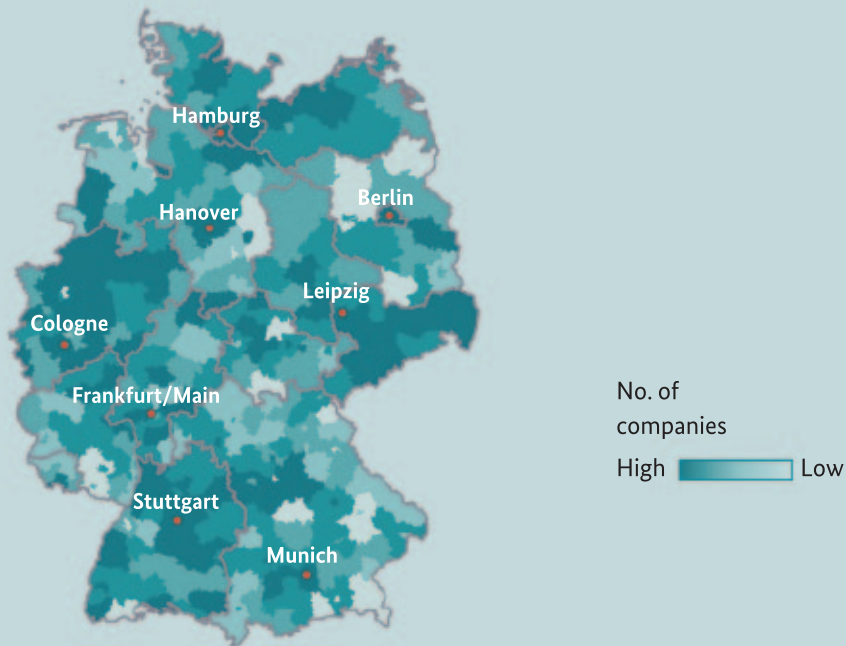 Hamburg
Berlin
Hanover
Leipzig
Cologne
Frankfurt/Main
Stuttgart
Munich
No. of
companies
High Low